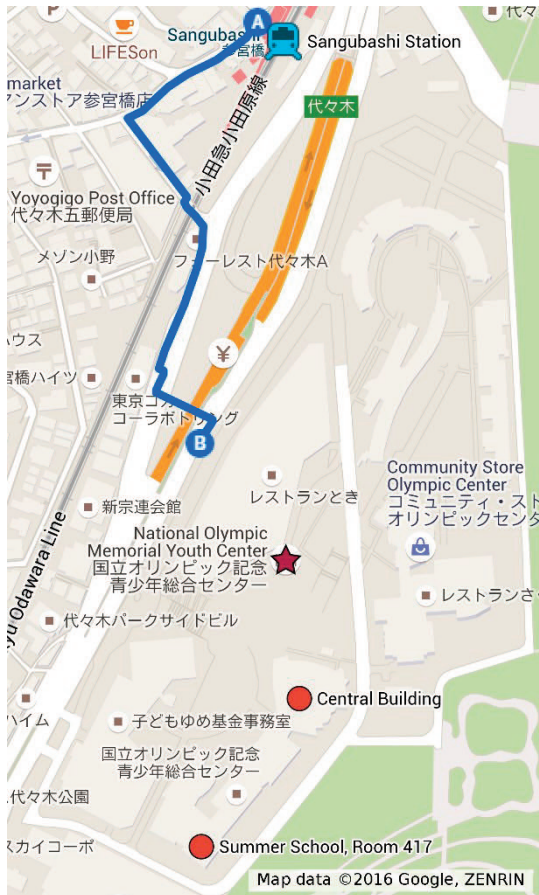 P
代々木
A
LIFESon
Sangubashi
参宮橋
Sangubashi Station
market
アンストア参宮橋店
代々木
小田急小田原線
Yoyogigo Post Office
代々木五郵便局
フォーレスト代々木A
メゾン小野
ハウス
宮橋ハイツ
¥
東京コカ
コーラボトリング
B
Community Store
Olympic Center
コミュニティ・スト
オリンピックセンタ
レストランとき
新宗連会館
National Olympic
Memorial Youth Center
国立オリンピック記念
青少年総合センター
yu Odawara Line
レストランさ
代々木パークサイドビル
Central Building
ハイム
子どもゆめ基金事務室
国立オリンピック記念
青少年総合センター
代々木公園
スカイコーポ
Summer School, Room 417
Map data ©2016 Google, ZENRIN